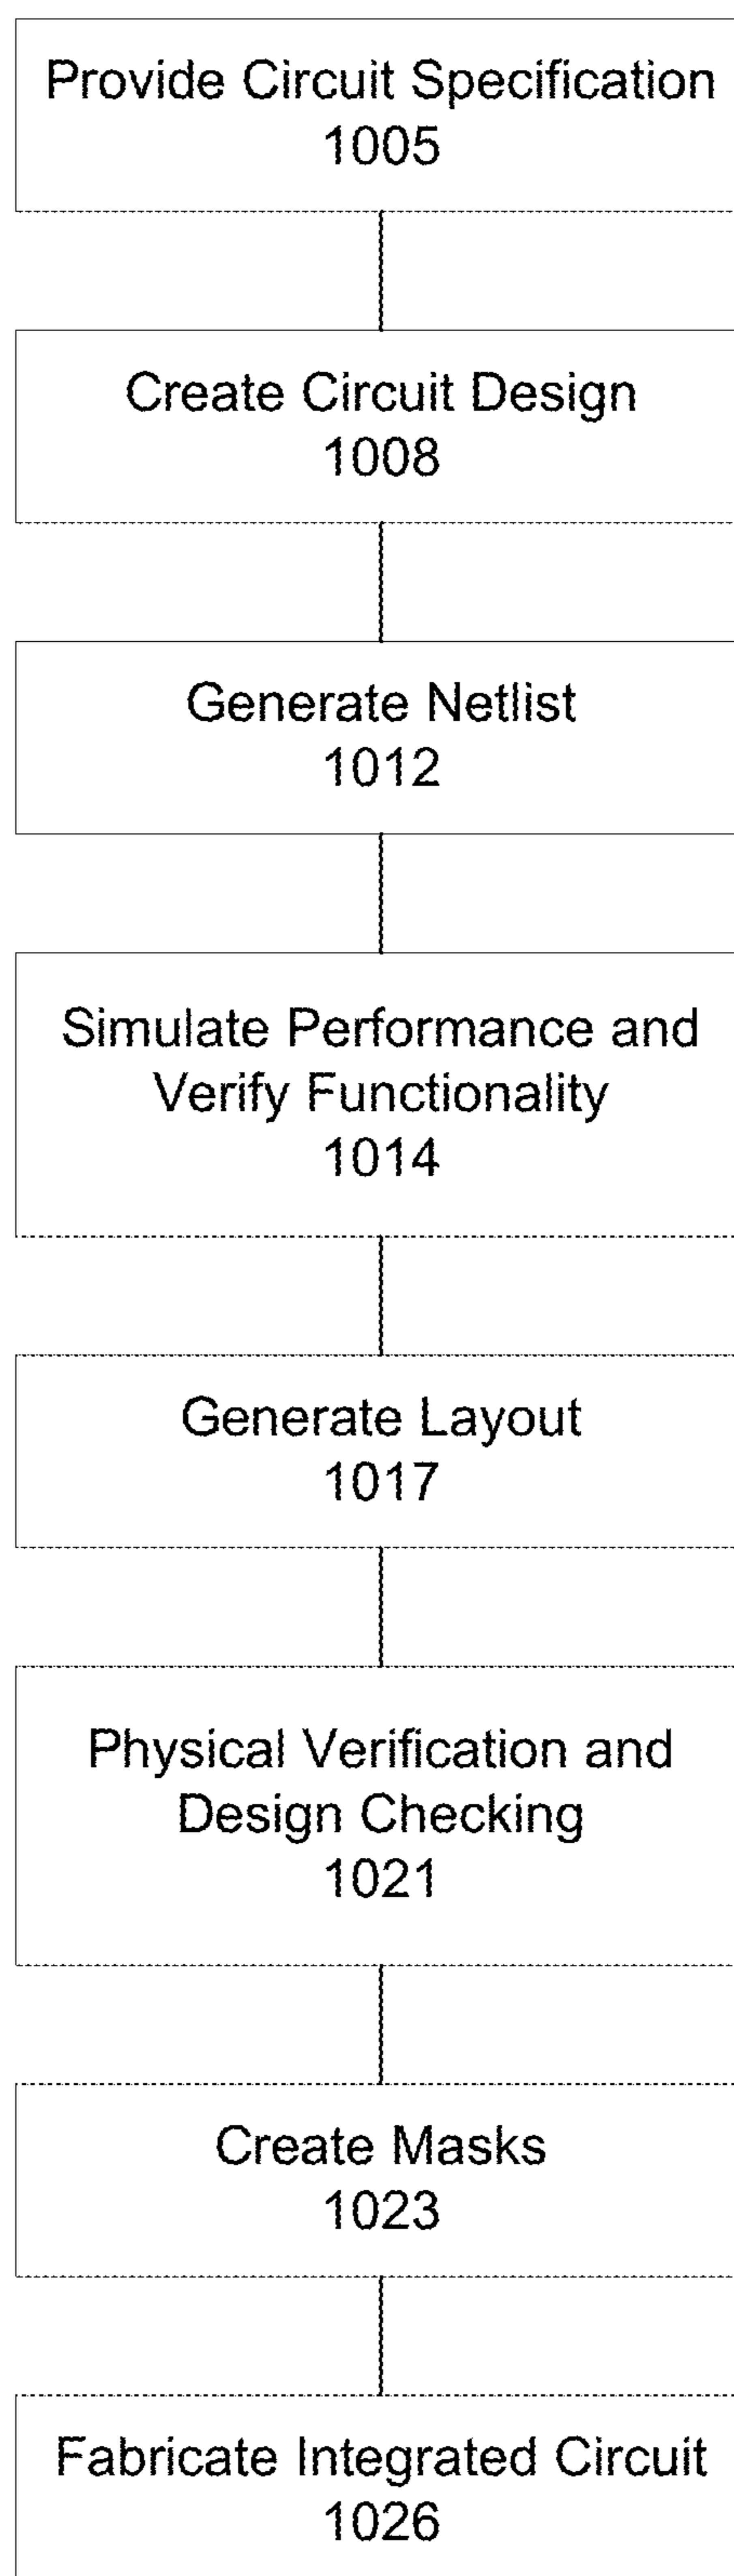 Provide Circuit Specification
1005
Create Circuit Design
1008
Generate Netlist
1012
Simulate Performance and
Verify Functionality
1014
Generate Layout
1017
Physical Verification and
Design Checking
1021
Create Masks
1023
Fabricate Integrated Circuit
1026